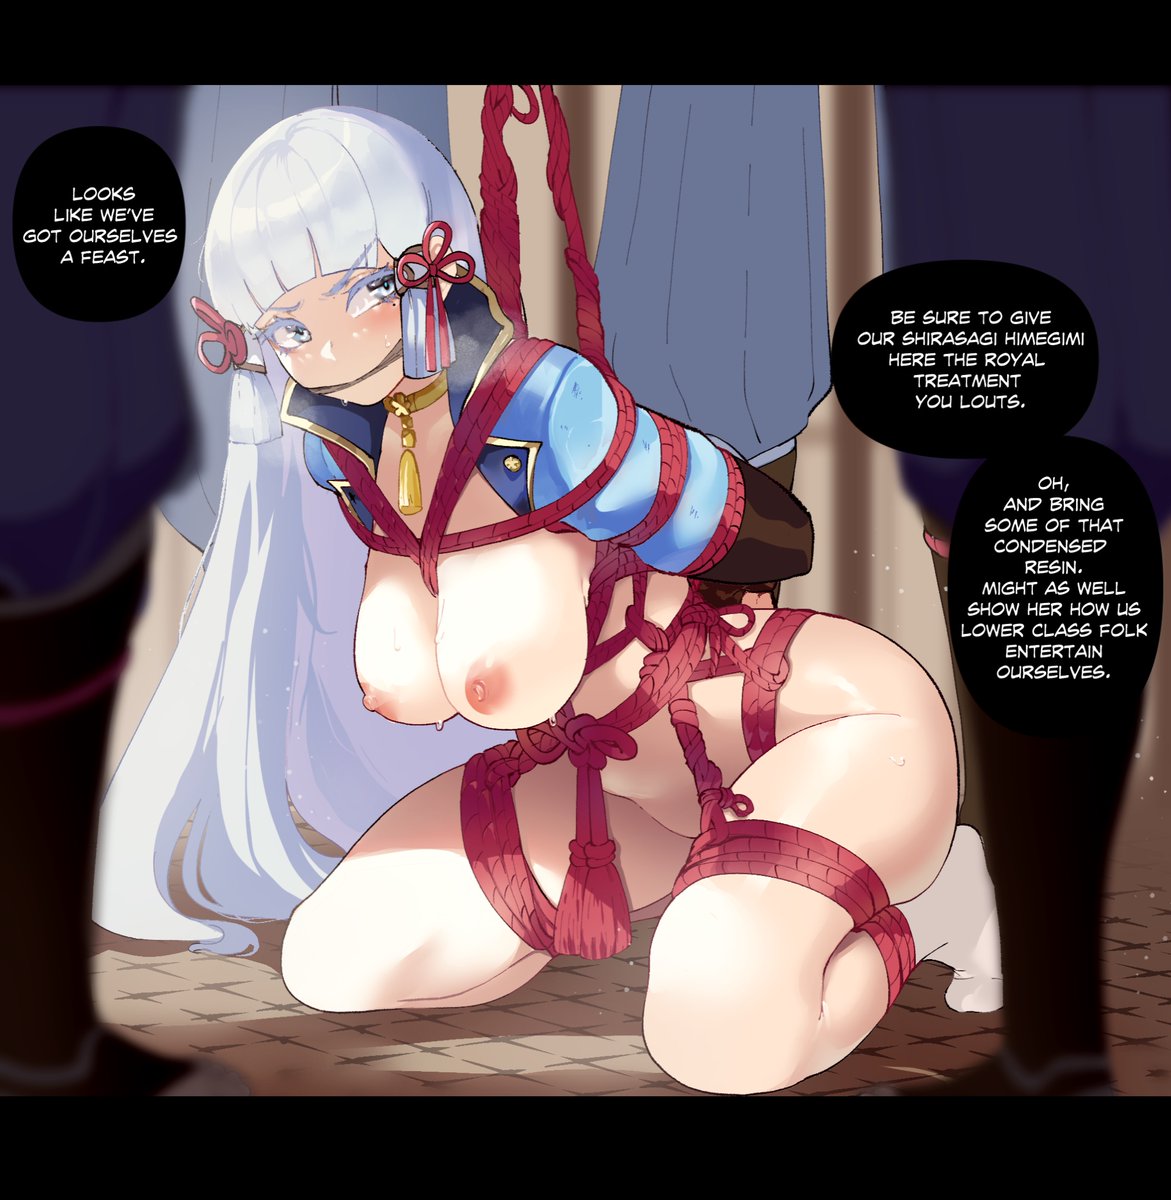 LOOKS
LIKE WE'VE
GOT OURSELVES
A FEAST.
BE SURE TO GIVE
OUR SHIRASAGI HIMEGIMI
HERE THE ROYAL
TREATMENT
YOU LOUTS.
OH,
AND BRING
SOME OF THAT
CONDENSED
RESIN.
MIGHT AS WELL
SHOW HER HOW US
LOWER CLASS FOLK
ENTERTAIN
OURSELVES.